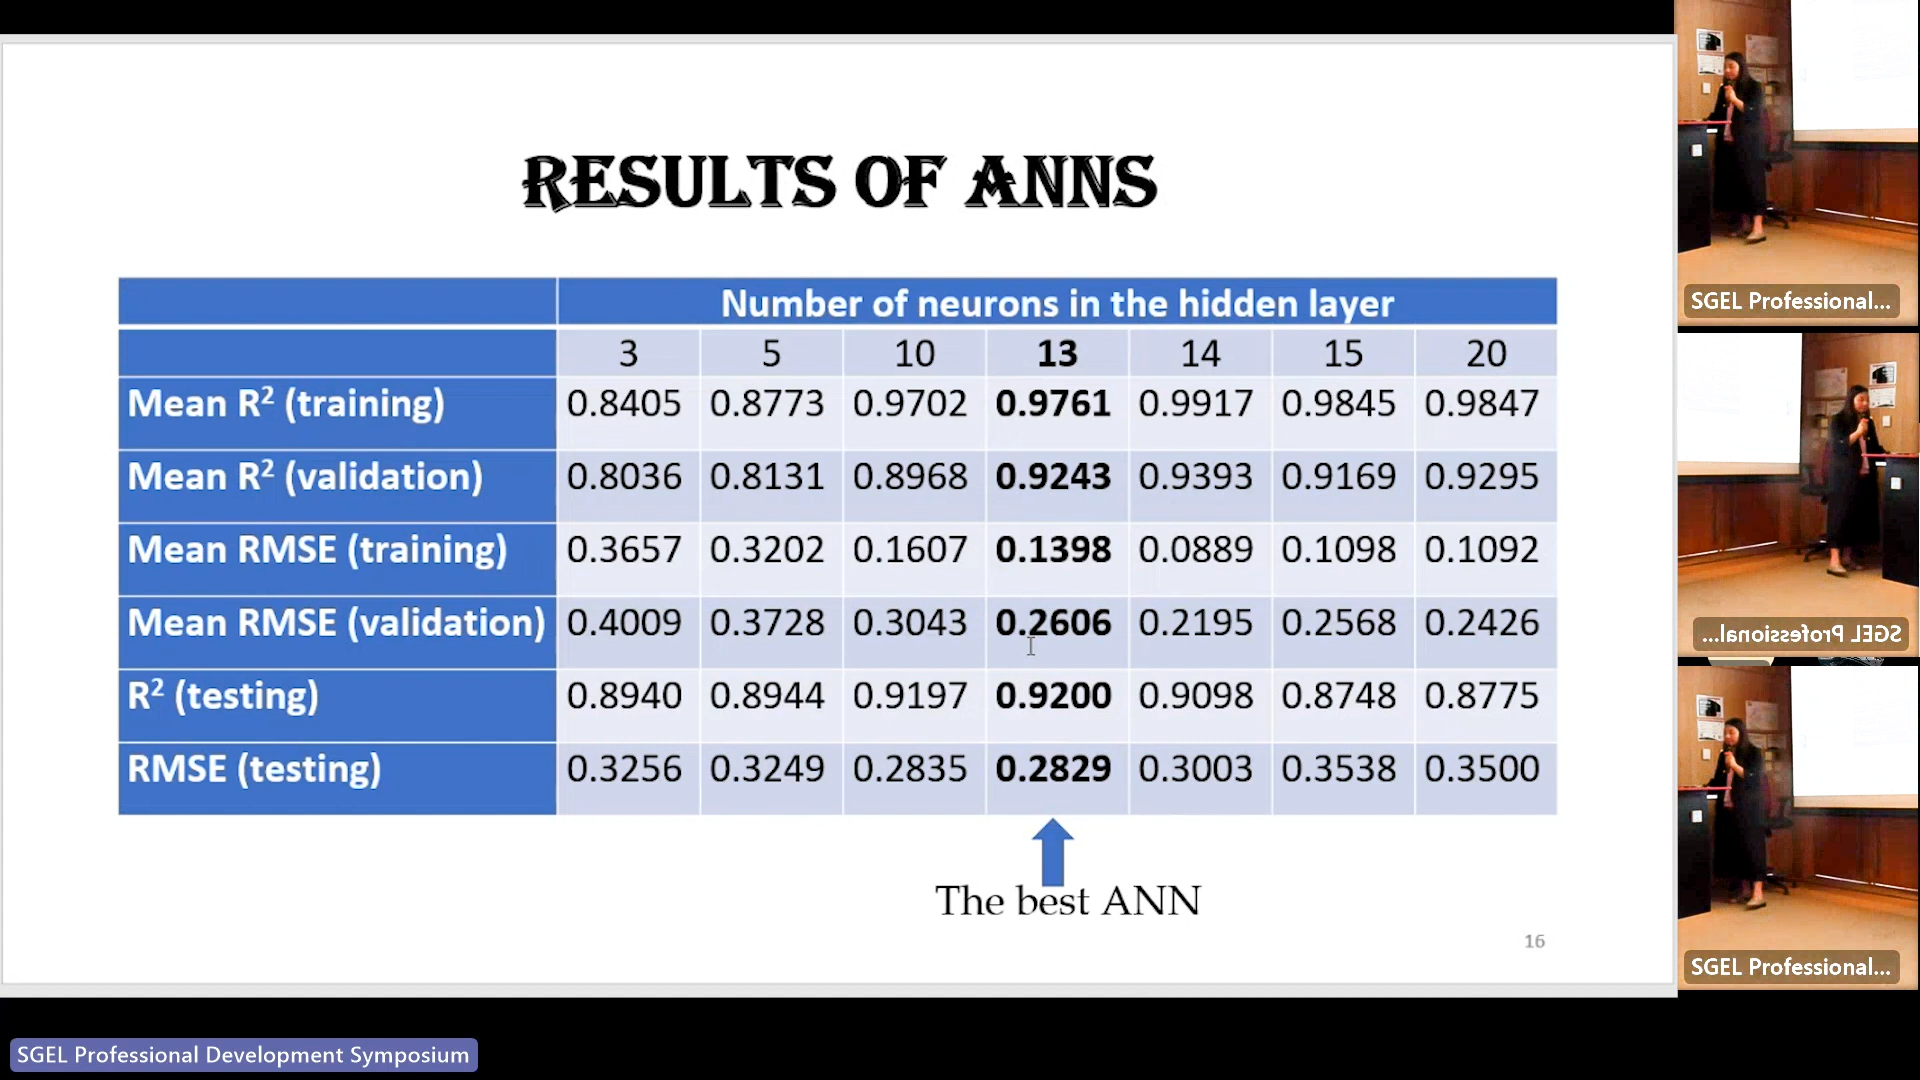 RESULTS OF ANNS
Number of neurons in the hidden layer
3 5 10 13 14 15 20
Mean R² (training) 0.8405 0.8773 0.9702 0.9761 0.9917 0.9845 0.9847
Mean R² (validation) 0.8036 0.8131 0.8968 0.9243 0.9393 0.9169 0.9295
Mean RMSE (training) 0.3657 0.3202 0.1607 0.1398 0.0889 0.1098 0.1092
Mean RMSE (validation) 0.4009 0.3728 0.3043 0.2606 0.2195 0.2568 0.2426
R² (testing) 0.8940 0.8944 0.9197 0.9200 0.9098 0.8748 0.8775
RMSE (testing) 0.3256 0.3249 0.2835 0.2829 0.3003 0.3538 0.3500
The best ANN
16
SGEL Professional...
SGEL Professional...
SGEL Professional...
SGEL Professional Development Symposium